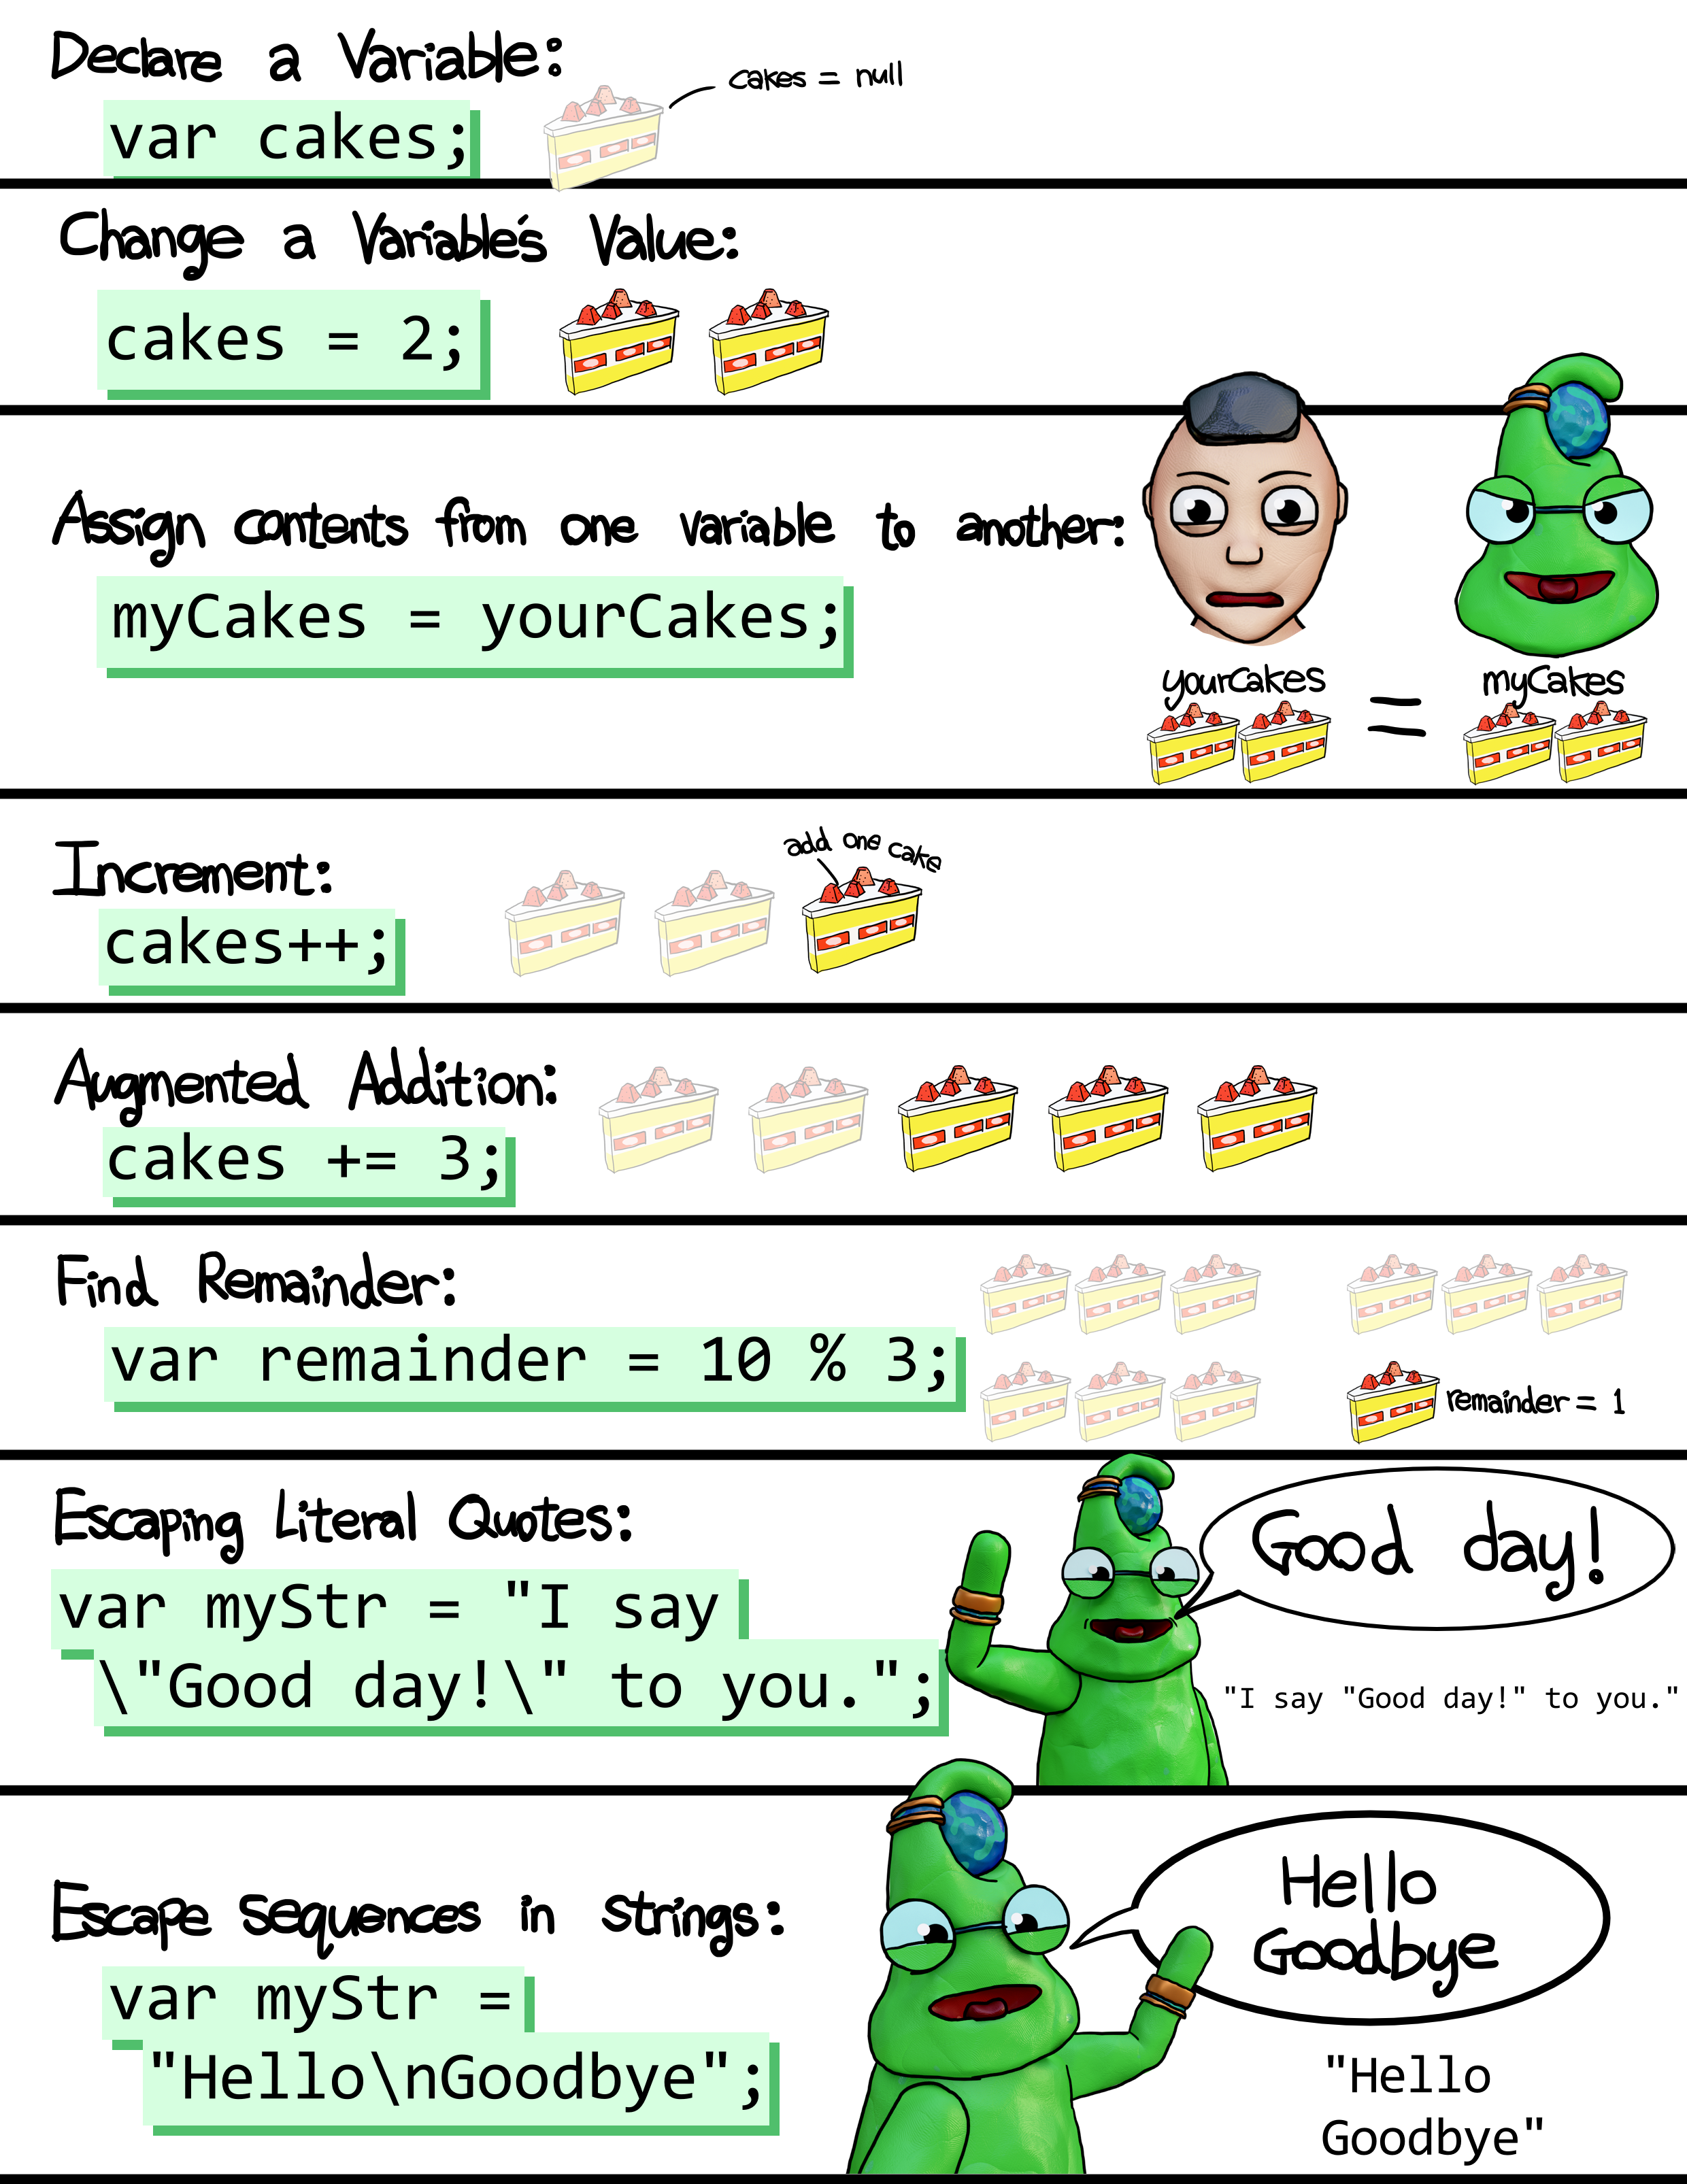 Declare a Variable:
cakes = null
var cakes;
Change a Variable's Value:
cakes = 2;
Assign contents from one variable to another:
myCakes = yourCakes;
yourCakes = myCakes
Increment:
add one cake
cakes++;
Augmented Addition:
cakes += 3;
Find Remainder:
var remainder = 10 % 3;
remainder = 1
Escaping Literal Quotes:
Good day!
var myStr = "I say
\"Good day!\" to you.";
"I say "Good day!" to you."
Escape sequences in strings:
Hello
Goodbye
var myStr =
"Hello\nGoodbye";
"Hello
Goodbye"